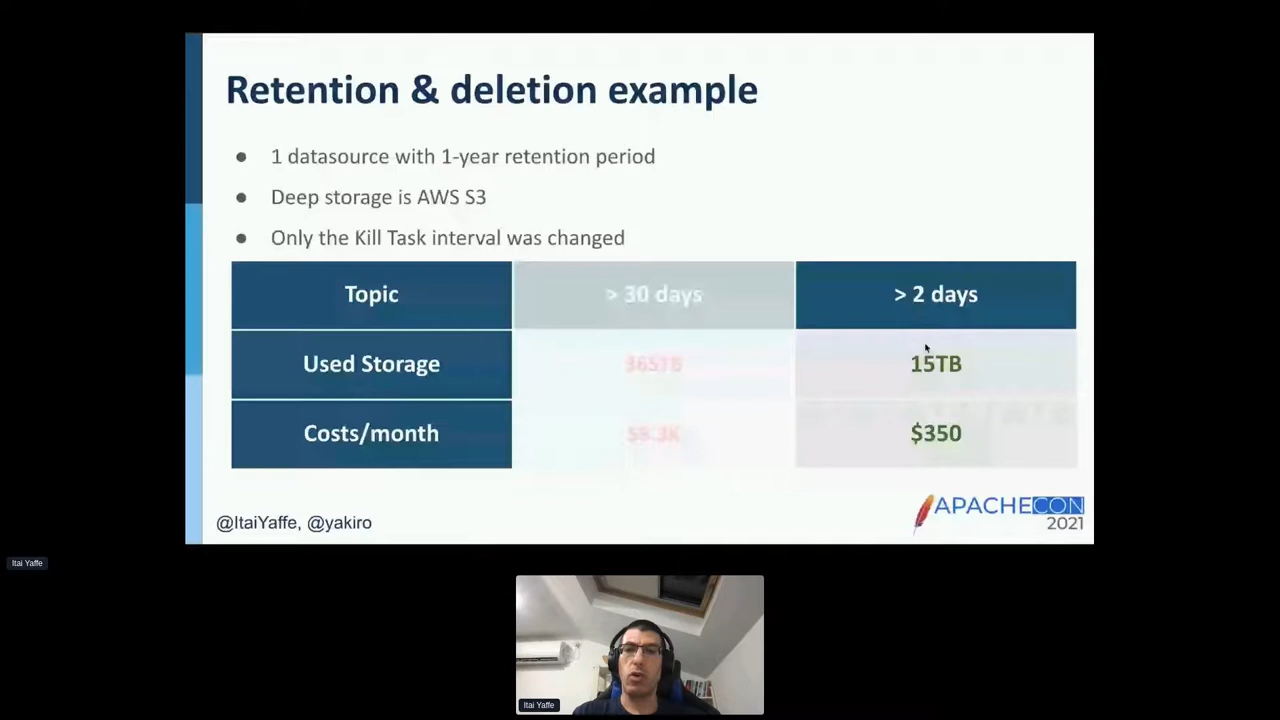 Retention & deletion example
● 1 datasource with 1-year retention period
● Deep storage is AWS S3
● Only the Kill Task interval was changed
Topic > 30 days > 2 days
Used Storage 365TB 15TB
Costs/month $350
@ItaiYaffe, @yakiro
APACHECON
2021
Itai Yaffe
Itai Yaffe